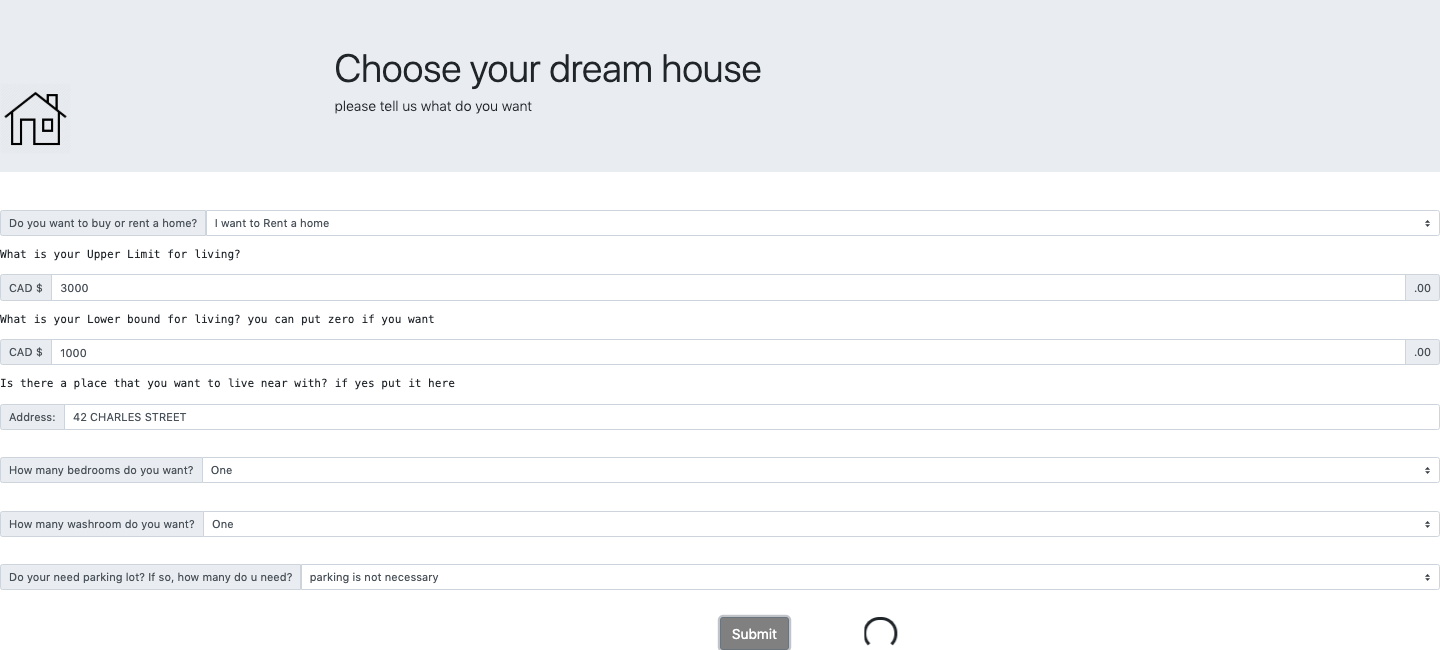 Choose your dream house
please tell us what do you want
Do you want to buy or rent a home? I want to Rent a home
What is your Upper Limit for living?
CAD $ 3000 .00
What is your Lower bound for living? you can put zero if you want
CAD $ 1000 .00
Is there a place that you want to live near with? if yes put it here
Address: 42 CHARLES STREET
How many bedrooms do you want? One
How many washroom do you want? One
Do your need parking lot? If so, how many do u need? parking is not necessary
Submit